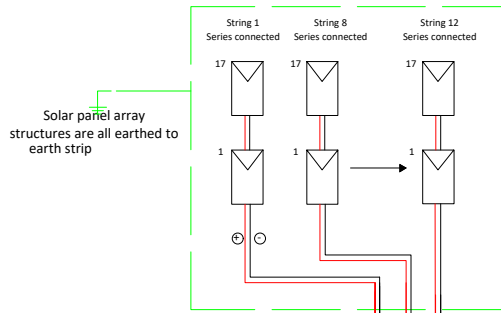 String 1
Series connected
String 8
Series connected
String 12
Series connected
17
17
17
Solar panel array
structures are all earthed to
earth strip
1
1
1
+
-